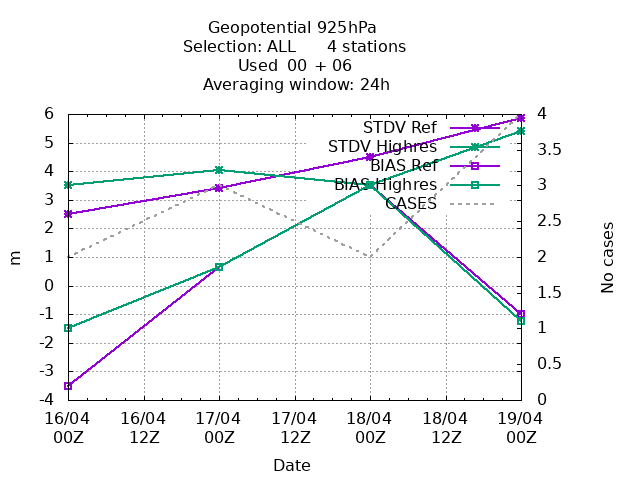 Geopotential 925hPa
Selection: ALL      4 stations
Used  00 + 06
Averaging window: 24h
6
5
4
3
2
1
0
-1
-2
-3
-4
m
4
3.5
3
2.5
2
1.5
1
0.5
0
No cases
STDV Ref
STDV Highres
BIAS Ref
BIAS Highres
CASES
16/04 16/04 17/04 17/04 18/04 18/04 19/04
00Z 12Z 00Z 12Z 00Z 12Z 00Z
Date